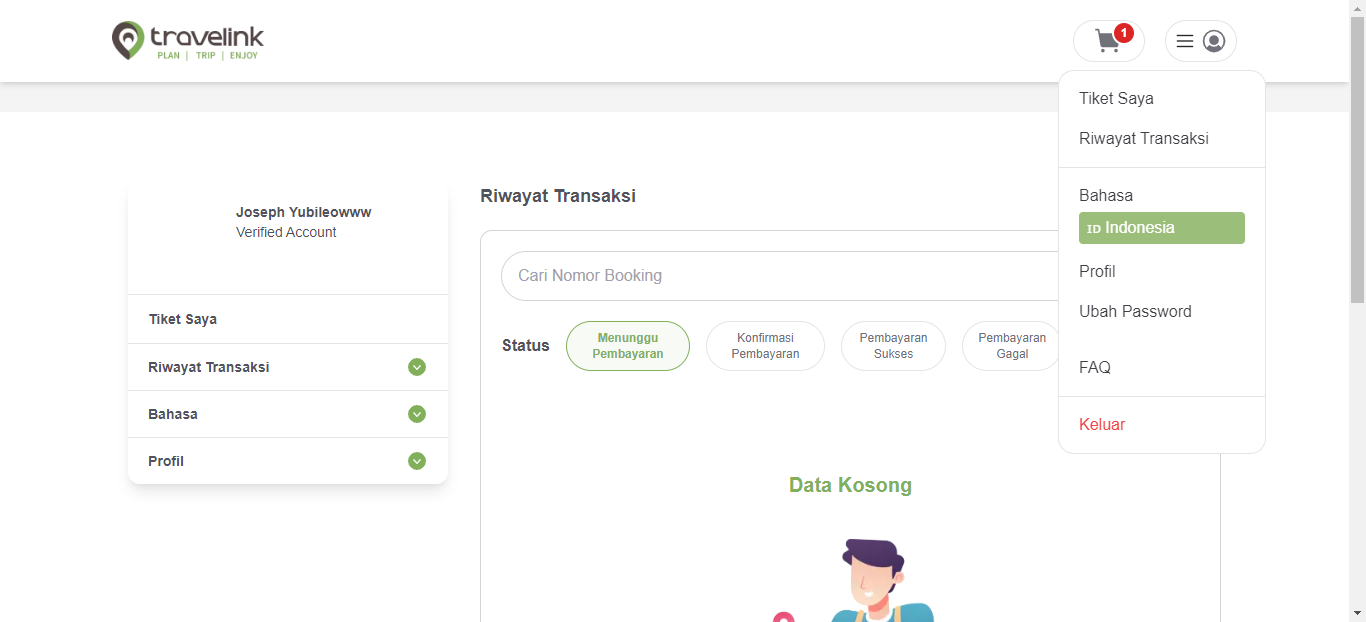 travelink
PLAN | TRIP | ENJOY
1
Tiket Saya
Riwayat Transaksi
Bahasa
ID Indonesia
Profil
Ubah Password
FAQ
Keluar
Joseph Yubileowww
Verified Account
Tiket Saya
Riwayat Transaksi
Bahasa
Profil
Riwayat Transaksi
Cari Nomor Booking
Status
Menunggu
Pembayaran
Konfirmasi
Pembayaran
Pembayaran
Sukses
Pembayaran
Gagal
Data Kosong